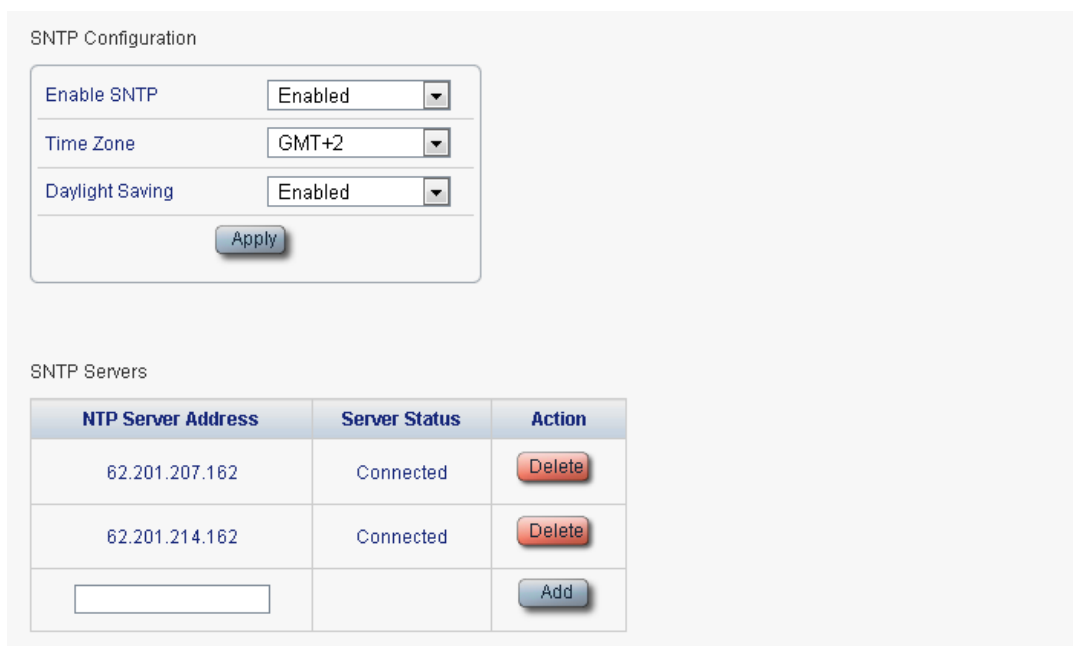 SNTP Configuration
Enable SNTP Enabled
Time Zone GMT+2
Daylight Saving Enabled
Apply
SNTP Servers
NTP Server Address Server Status Action
62.201.207.162 Connected Delete
62.201.214.162 Connected Delete
Add